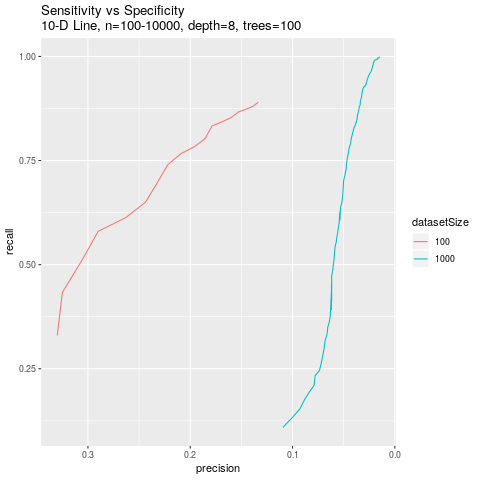 Sensitivity vs Specificity
10-D Line, n=100-10000, depth=8, trees=100
1.00
0.75
0.50
0.25
recall
0.3
0.2
0.1
0.0
precision
datasetSize
100
1000